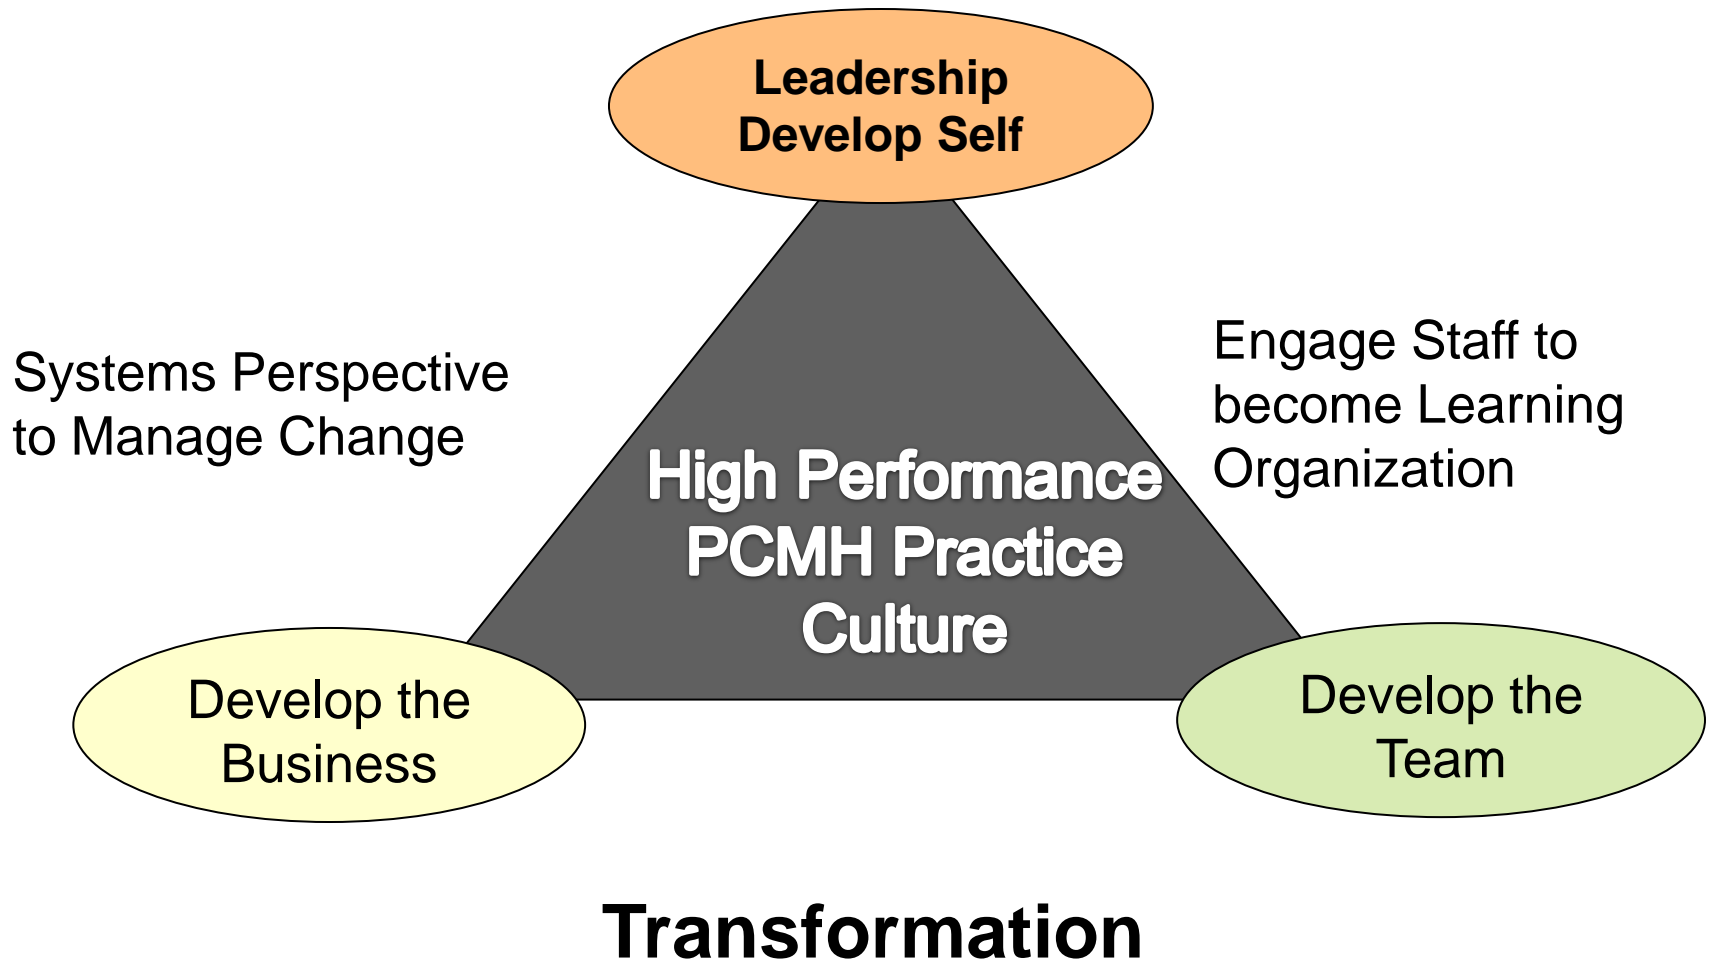 Leadership
Develop Self
Systems Perspective
to Manage Change
Engage Staff to
become Learning
Organization
High Performance
PCMH Practice
Culture
Develop the
Business
Develop the
Team
Transformation